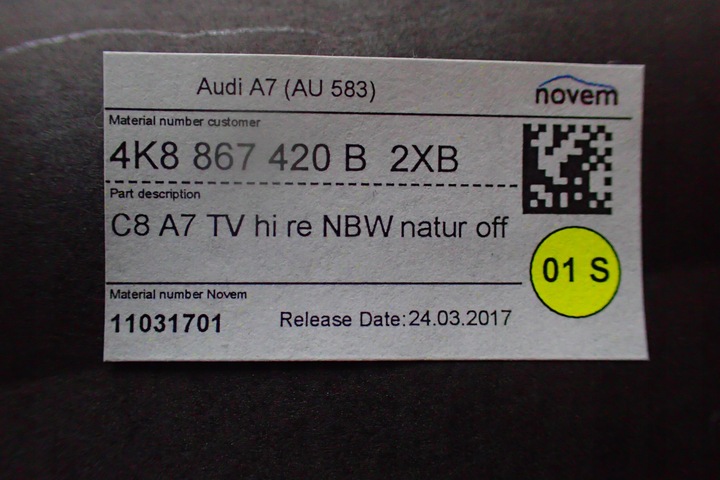 Audi A7 (AU 583)
novem
Material number customer
4K8 867 420 B 2XB
Part description
C8 A7 TV hi re NBW natur off
01 S
Material number Novem
11031701
Release Date:24.03.2017